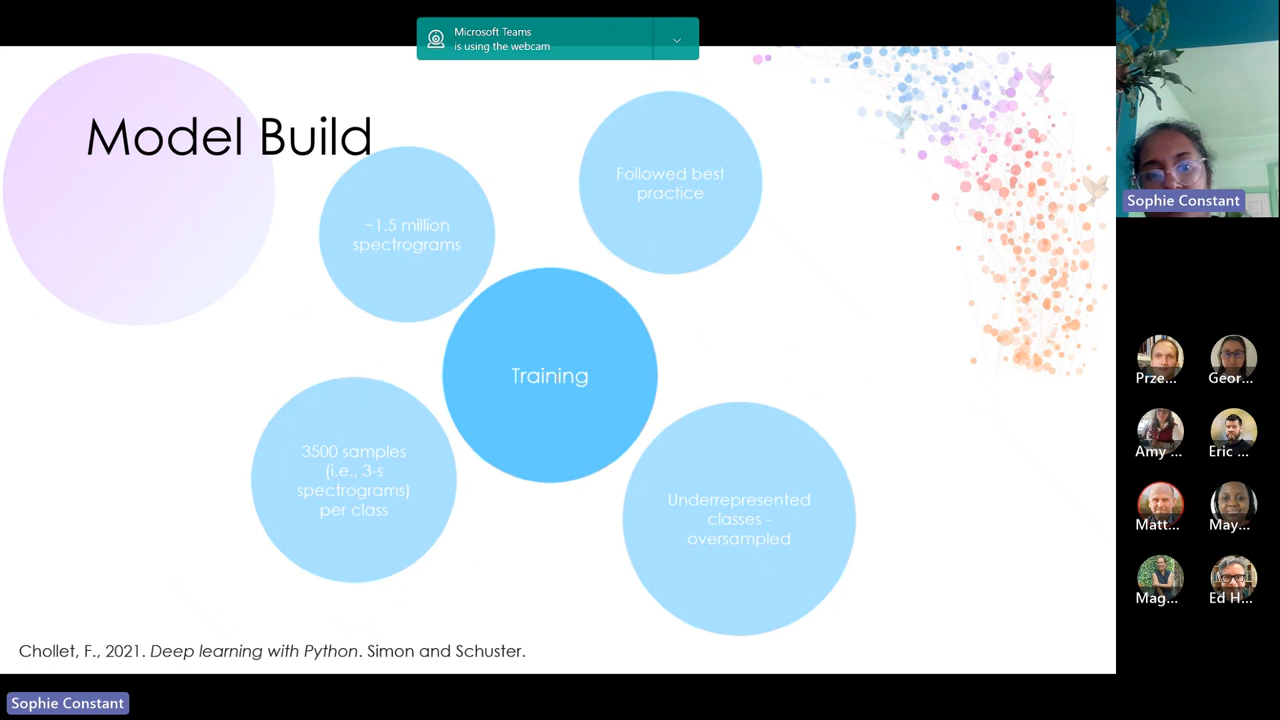 Microsoft Teams
is using the webcam
Model Build
~1.5 million
spectrograms
Followed best
practice
Training
3500 samples
(i.e., 3-s
spectrograms)
per class
Underrepresented
classes -
oversampled
Chollet, F., 2021. Deep learning with Python. Simon and Schuster.
Sophie Constant
Sophie Constant
Prze...
Geor...
Amy ...
Eric ...
Matt...
May...
Mag...
Ed H...